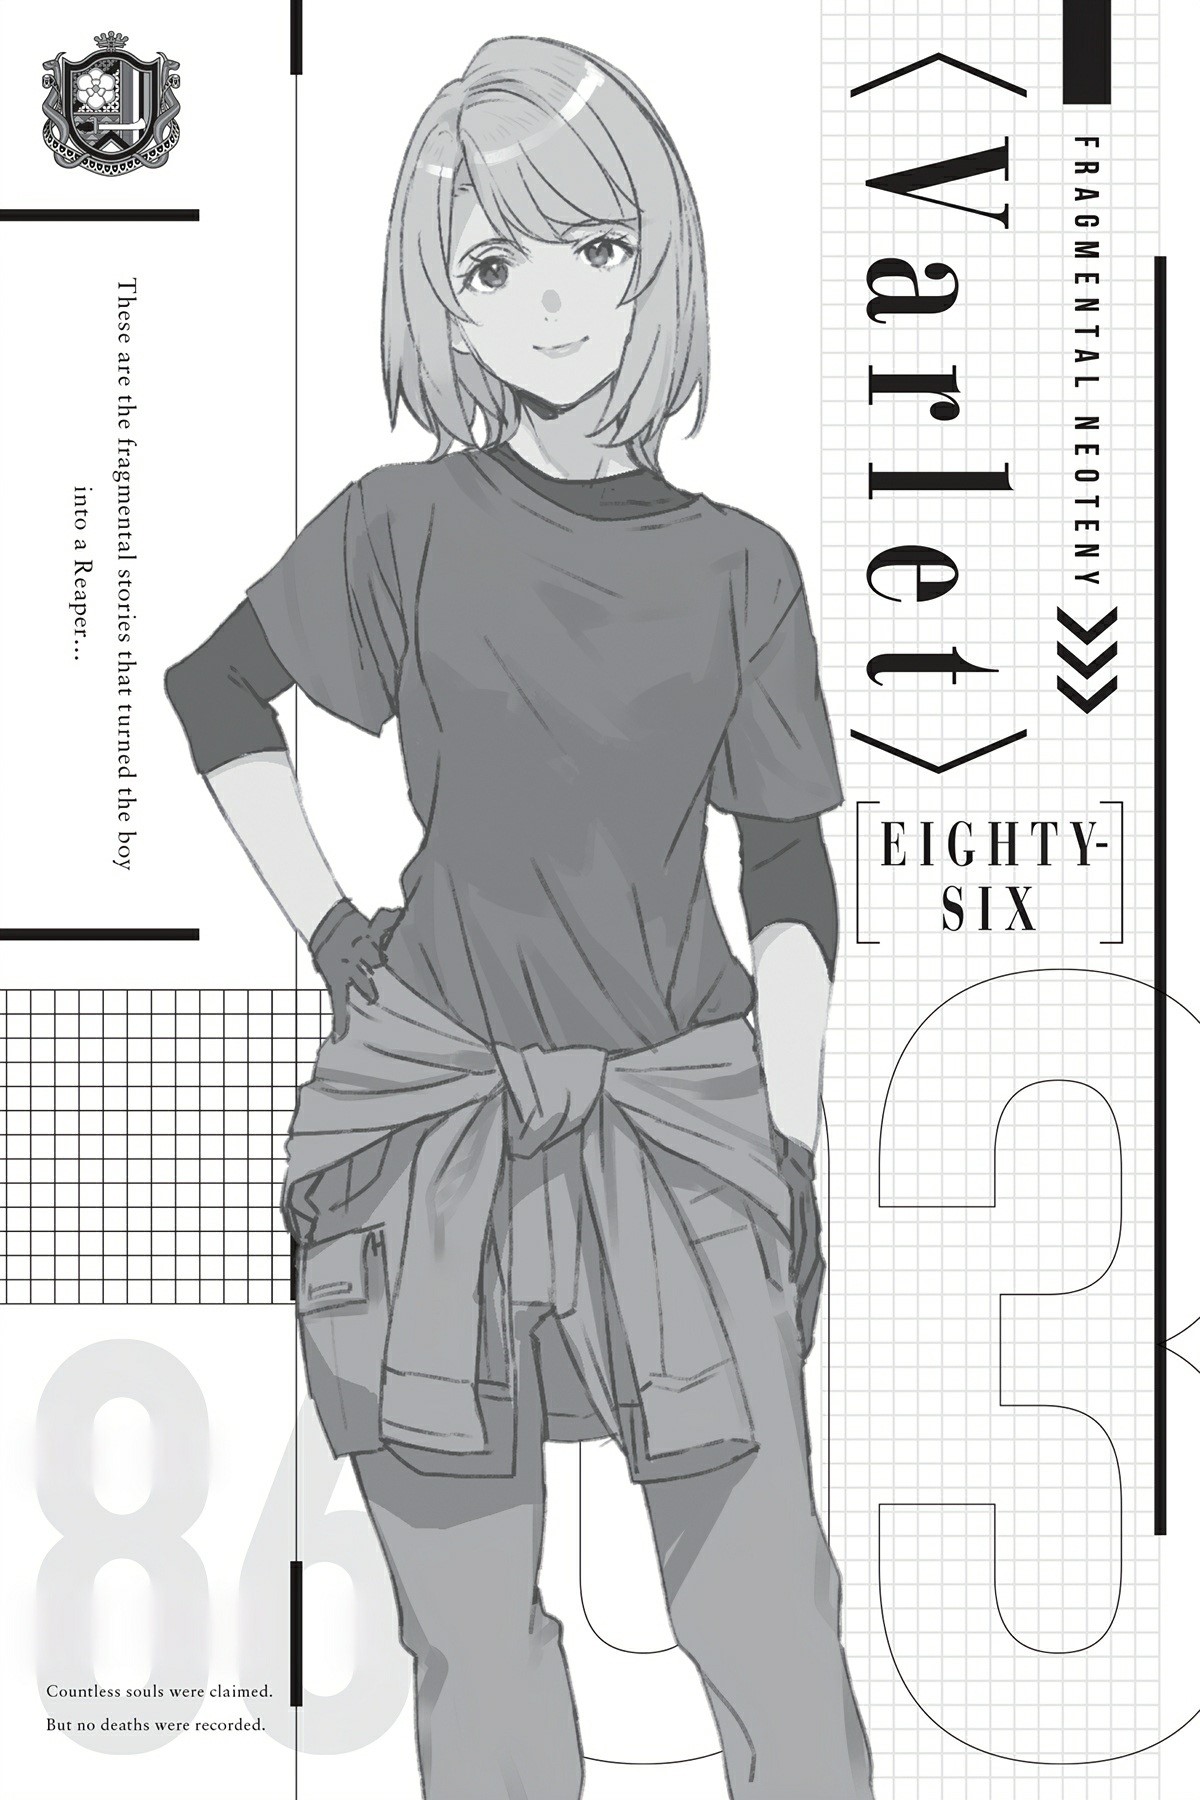 FRAGMENTAL NEOTENY
<Varlet>
[EIGHTY-
SIX]
These are the fragmental stories that turned the boy
into a Reaper...
03
86
Countless souls were claimed.
But no deaths were recorded.